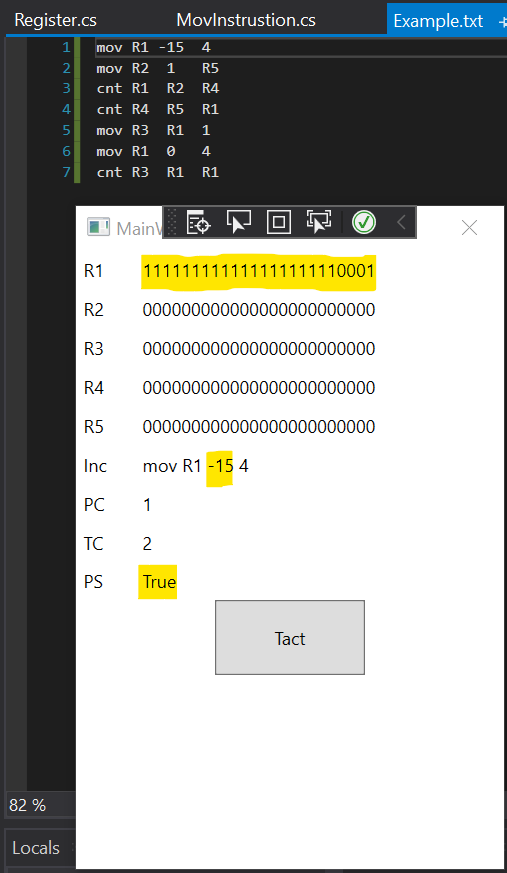 Register.cs MovInstrustion.cs Example.txt
1 mov R1 -15 4
2 mov R2 1 R5
3 cnt R1 R2 R4
4 cnt R4 R5 R1
5 mov R3 R1 1
6 mov R1 0 4
7 cnt R3 R1 R1
MainW
R1 111111111111111111110001
R2 000000000000000000000000
R3 000000000000000000000000
R4 000000000000000000000000
R5 000000000000000000000000
Inc mov R1 -15 4
PC 1
TC 2
PS True
Tact
82 %
Locals